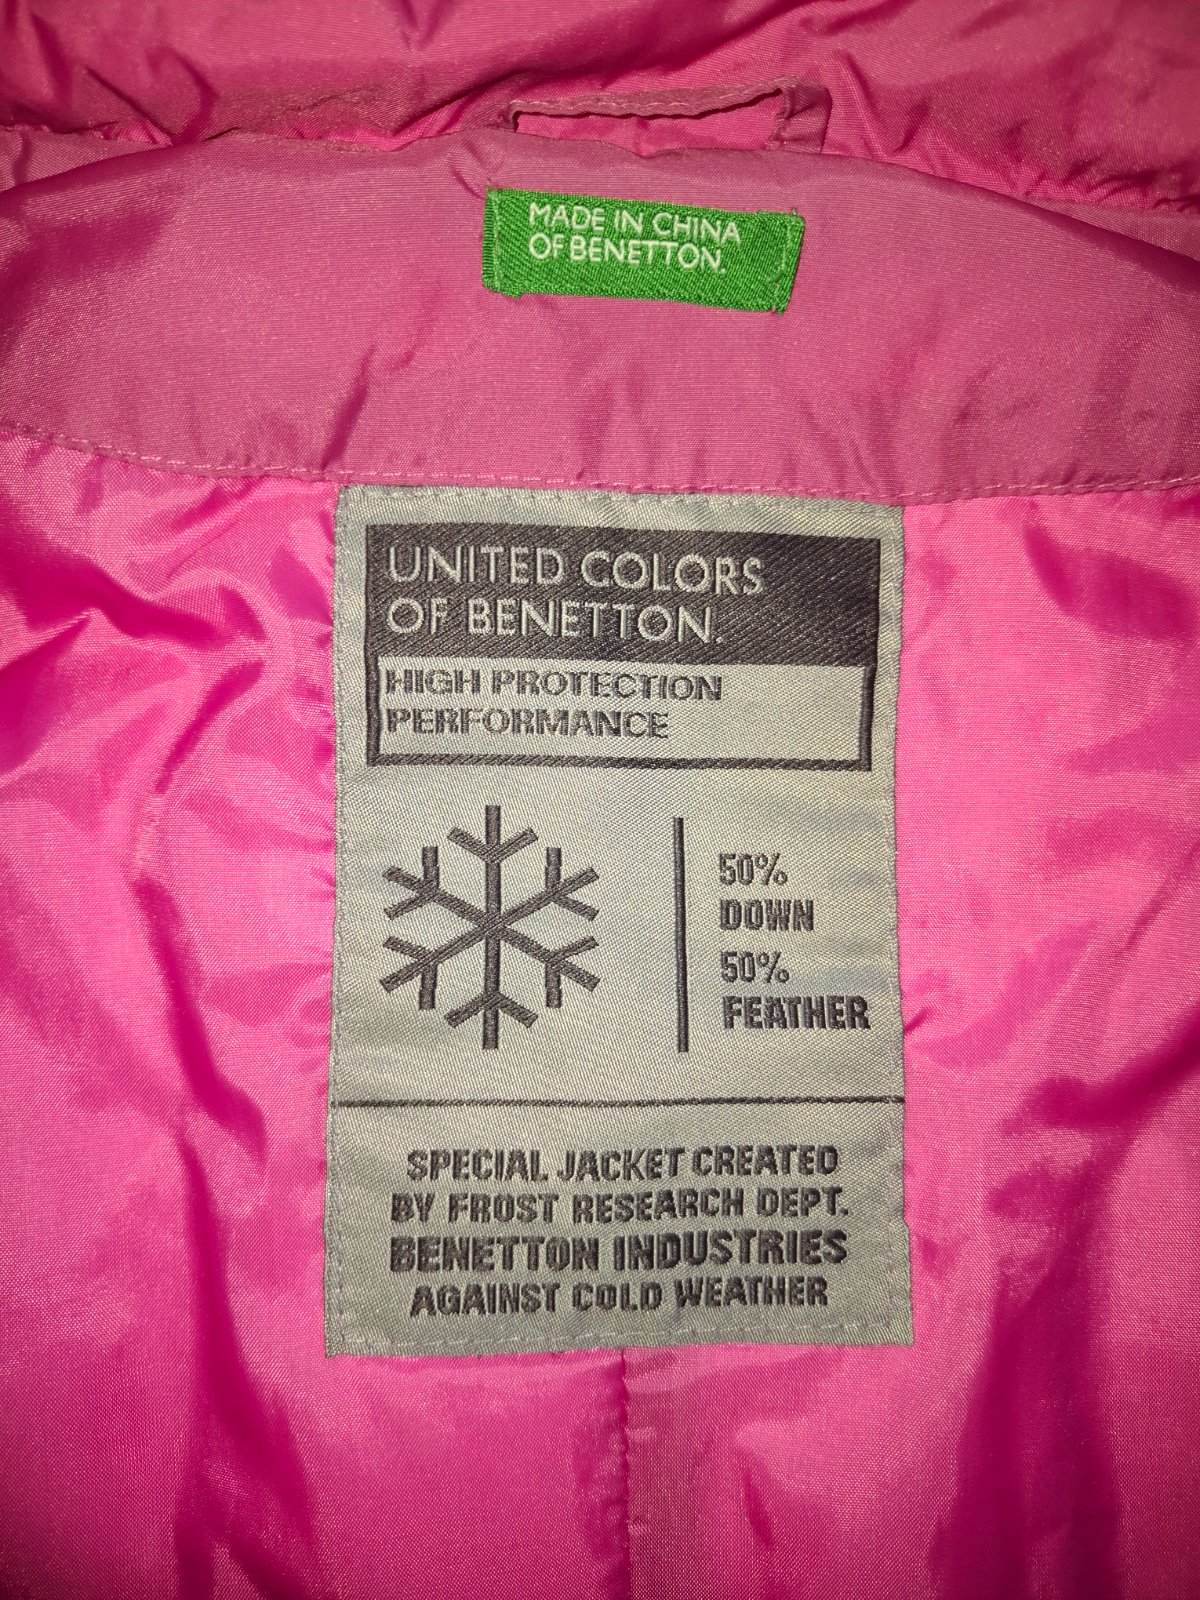 MADE IN CHINA
OF BENETTON.
UNITED COLORS
OF BENETTON.
HIGH PROTECTION
PERFORMANCE
50%
DOWN
50%
FEATHER
SPECIAL JACKET CREATED
BY FROST RESEARCH DEPT.
BENETTON INDUSTRIES
AGAINST COLD WEATHER